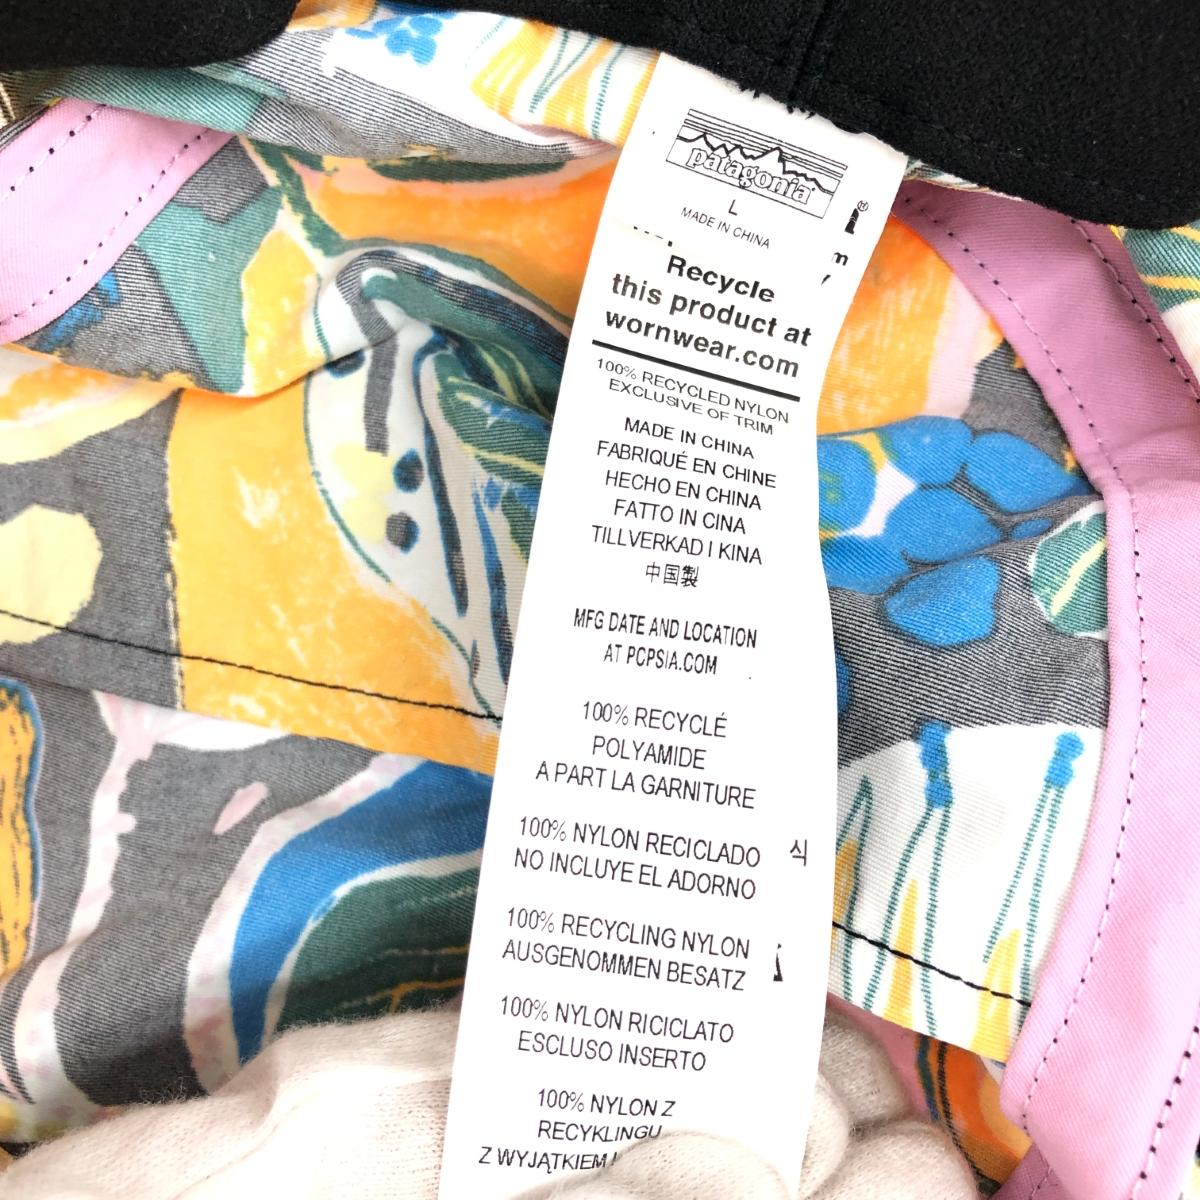 patagonia
L
MADE IN CHINA
Recycle
this product at
wornwear.com
100% RECYCLED NYLON
EXCLUSIVE OF TRIM
MADE IN CHINA
FABRIQUÉ EN CHINE
HECHO EN CHINA
FATTO IN CINA
TILLVERKAD I KINA
中国製
MFG DATE AND LOCATION
AT PCPSIA.COM
100% RECYCLÉ
POLYAMIDE
A PART LA GARNITURE
100% NYLON RECICLADO
NO INCLUYE EL ADORNO
100% RECYCLING NYLON
AUSGENOMMEN BESATZ
100% NYLON RICICLATO
ESCLUSO INSERTO
100% NYLON Z
RECYKLINGU
Z WYJĄTKIEM